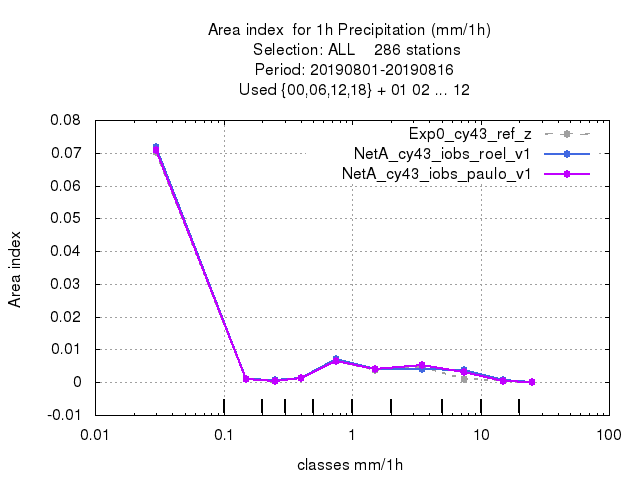 Area index for 1h Precipitation (mm/1h)
Selection: ALL 286 stations
Period: 20190801-20190816
Used {00,06,12,18} + 01 02 ... 12
Exp0_cy43_ref_z
NetA_cy43_iobs_roel_v1
NetA_cy43_iobs_paulo_v1
0.08
0.07
0.06
0.05
0.04
0.03
0.02
0.01
0
-0.01
Area index
0.01 0.1 1 10 100
classes mm/1h